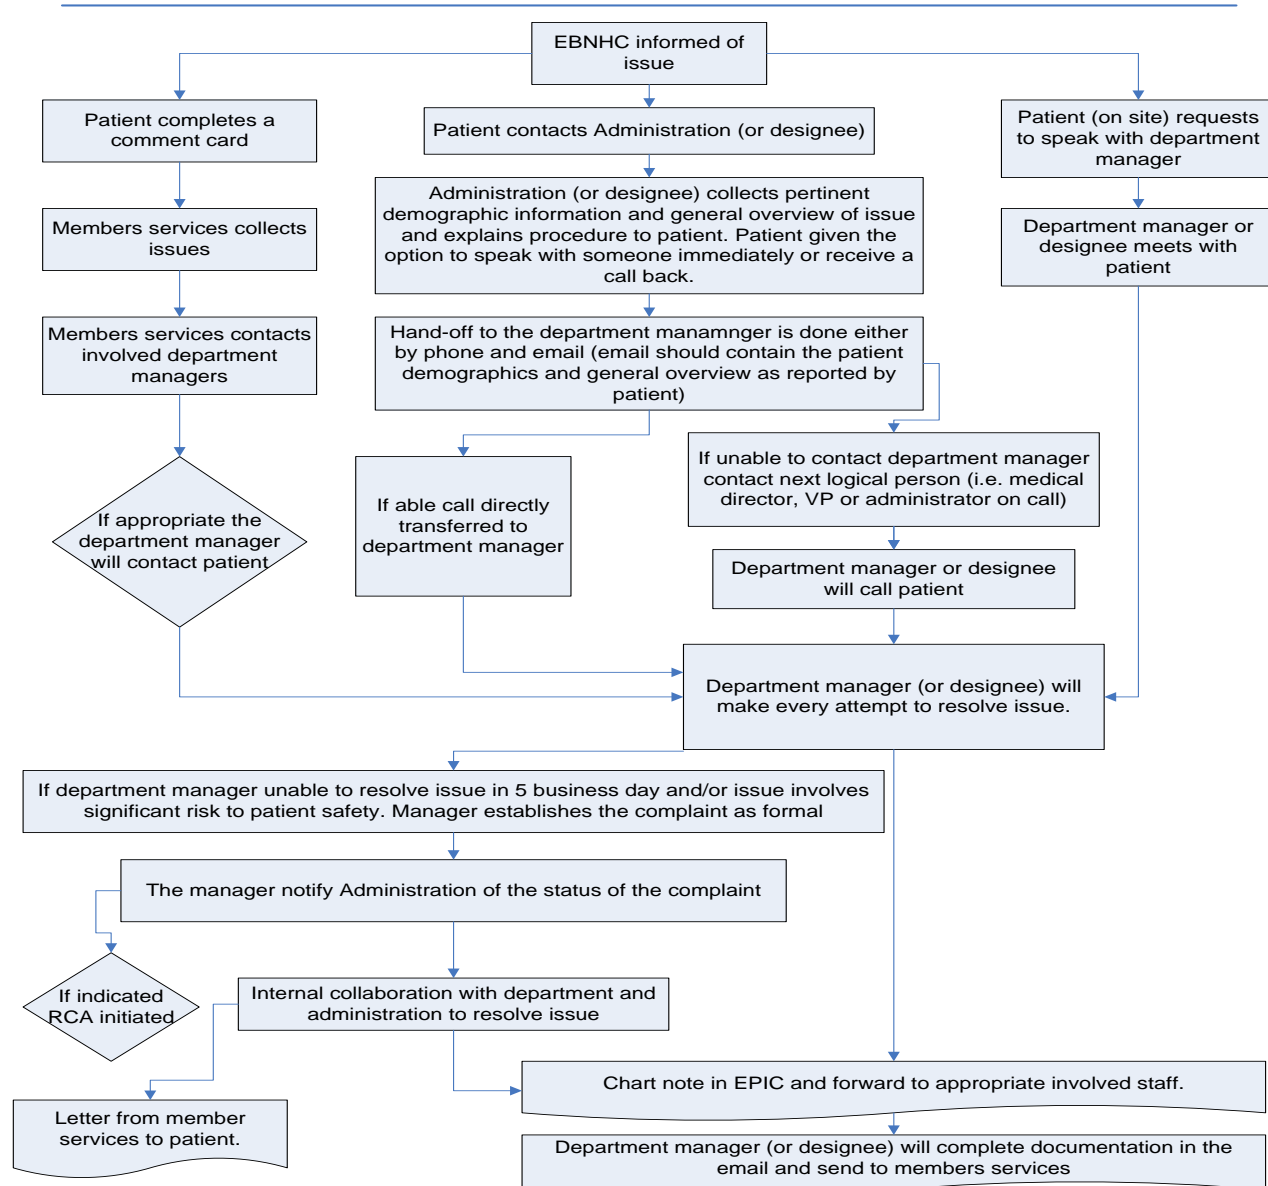 EBNHC informed of
issue
Patient completes a
comment card
Patient contacts Administration (or designee)
Patient (on site) requests
to speak with department
manager
Members services collects
issues
Administration (or designee) collects pertinent
demographic information and general overview of issue
and explains procedure to patient. Patient given the
option to speak with someone immediately or receive a
call back.
Department manager or
designee meets with
patient
Members services contacts
involved department
managers
Hand-off to the department manamnger is done either
by phone and email (email should contain the patient
demographics and general overview as reported by
patient)
If appropriate the
department manager
will contact patient
If able call directly
transferred to
department manager
If unable to contact department manager
contact next logical person (i.e. medical
director, VP or administrator on call)
Department manager or designee
will call patient
Department manager (or designee) will
make every attempt to resolve issue.
If department manager unable to resolve issue in 5 business day and/or issue involves
significant risk to patient safety. Manager establishes the complaint as formal
The manager notify Administration of the status of the complaint
If indicated
RCA initiated
Internal collaboration with department and
administration to resolve issue
Chart note in EPIC and forward to appropriate involved staff.
Letter from member
services to patient.
Department manager (or designee) will complete documentation in the
email and send to members services